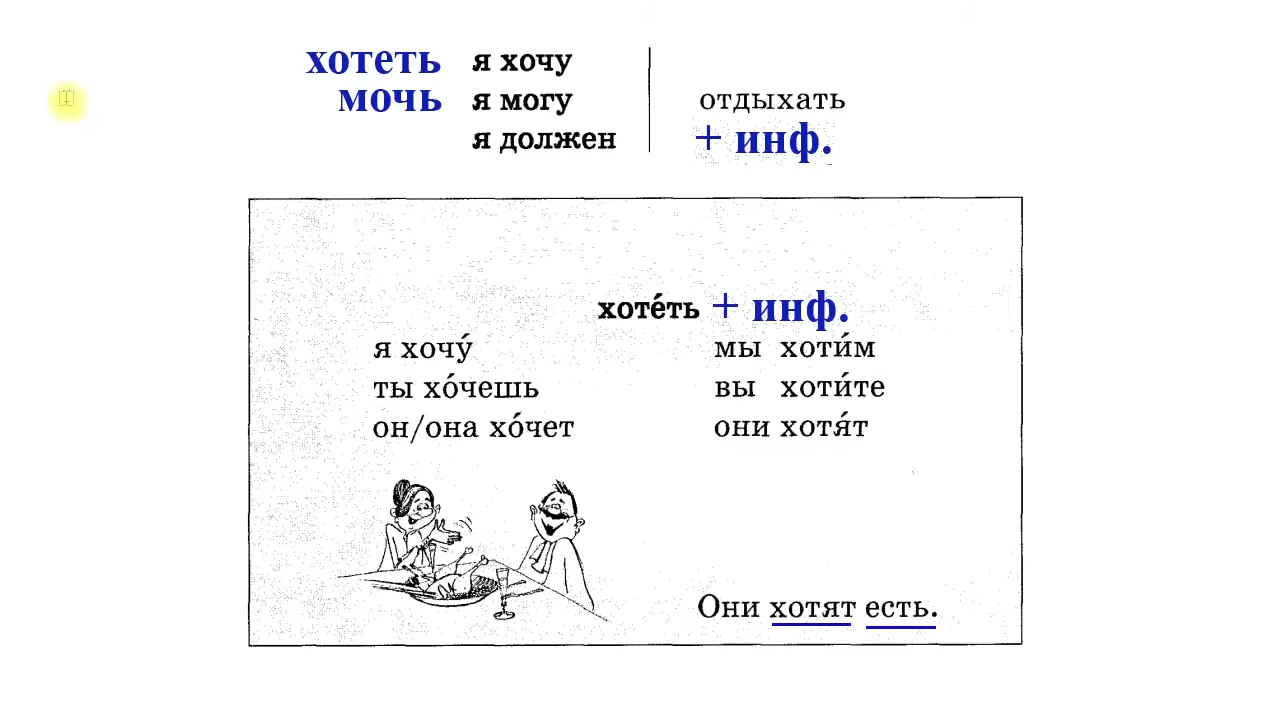 хотеть я хочу
мочь я могу отдыхать
я должен + инф.
хоте́ть + инф.
я хочу́ мы хоти́м
ты хо́чешь вы хоти́те
он/она хо́чет они хотя́т
Они хотят есть.